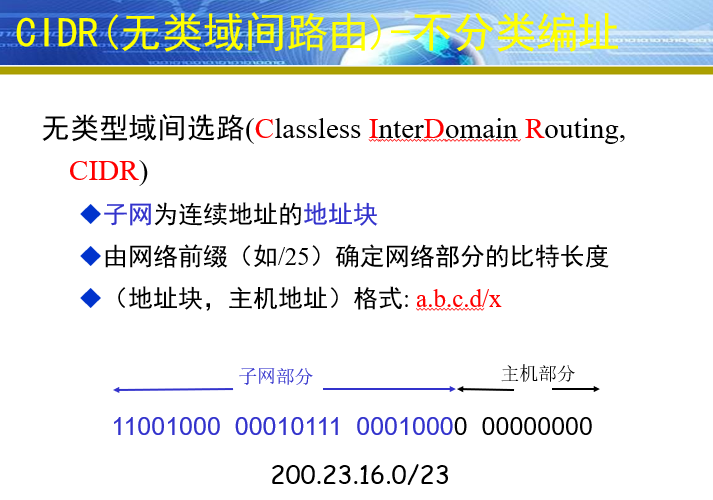 CIDR(无类域间路由)-不分类编址
无类型域间选路(Classless InterDomain Routing,
CIDR)
◆子网为连续地址的地址块
◆由网络前缀（如/25）确定网络部分的比特长度
◆（地址块，主机地址）格式: a.b.c.d/x
子网部分 主机部分
11001000 00010111 00010000 00000000
200.23.16.0/23